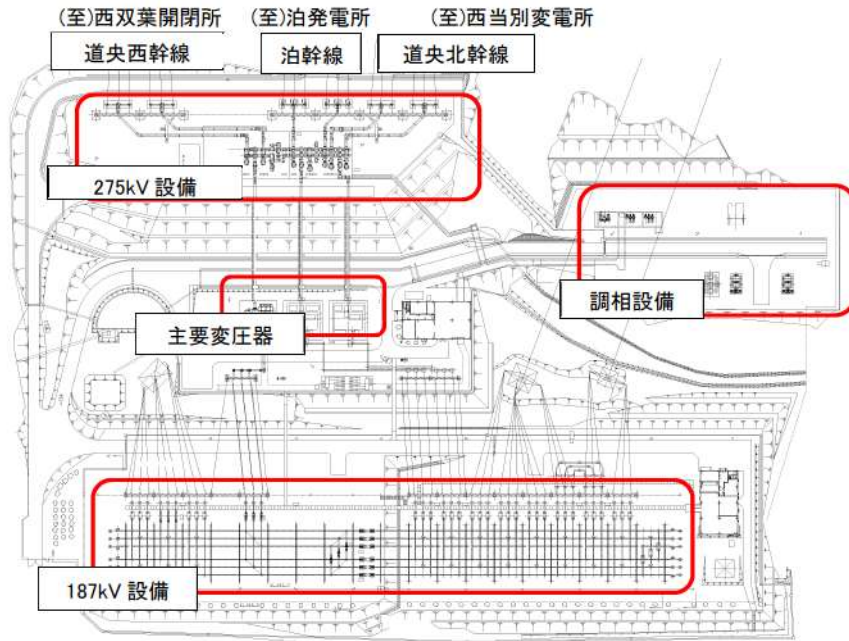 (至)西双葉開閉所 (至)泊発電所 (至)西当別変電所
道央西幹線 泊幹線 道央北幹線
275kV 設備
調相設備
主要変圧器
187kV 設備